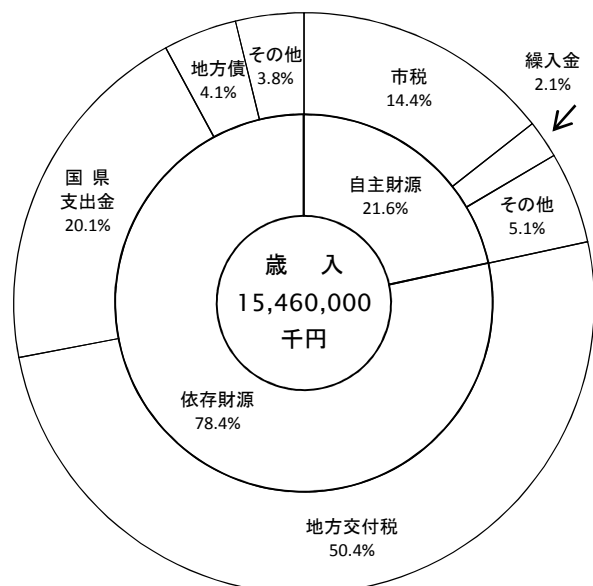 歳 入
15,460,000
千円
自主財源
21.6%
依存財源
78.4%
市税
14.4%
繰入金
2.1%
その他
5.1%
地方交付税
50.4%
国 県
支出金
20.1%
地方債
4.1%
その他
3.8%